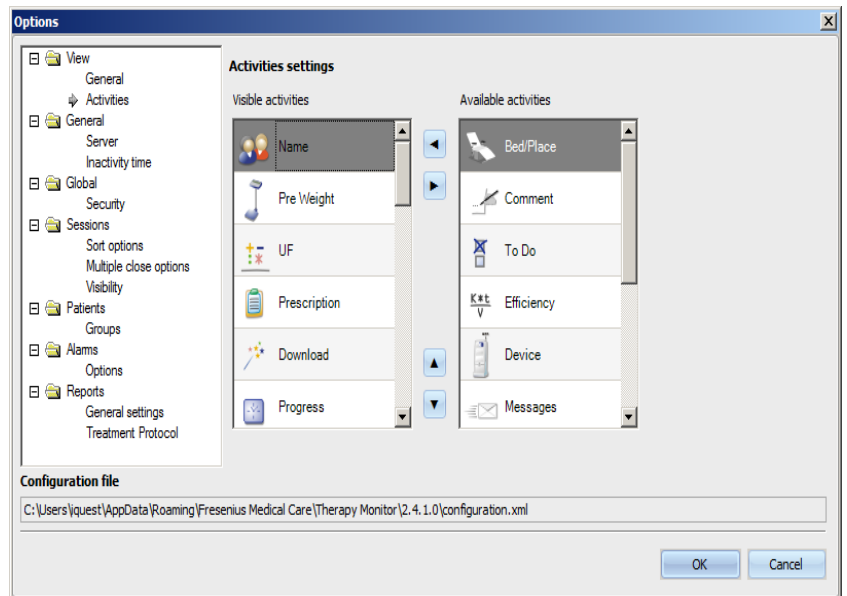 Options
View
General
Activities
General
Server
Inactivity time
Global
Security
Sessions
Sort options
Multiple close options
Visibility
Patients
Groups
Alarms
Options
Reports
General settings
Treatment Protocol
Activities settings
Visible activities
Name
Pre Weight
UF
Prescription
Download
Progress
Available activities
Bed/Place
Comment
To Do
K*t
V
Efficiency
Device
Messages
Configuration file
C:\Users\iquest\AppData\Roaming\Fresenius Medical Care\Therapy Monitor\2.4.1.0\configuration.xml
OK
Cancel